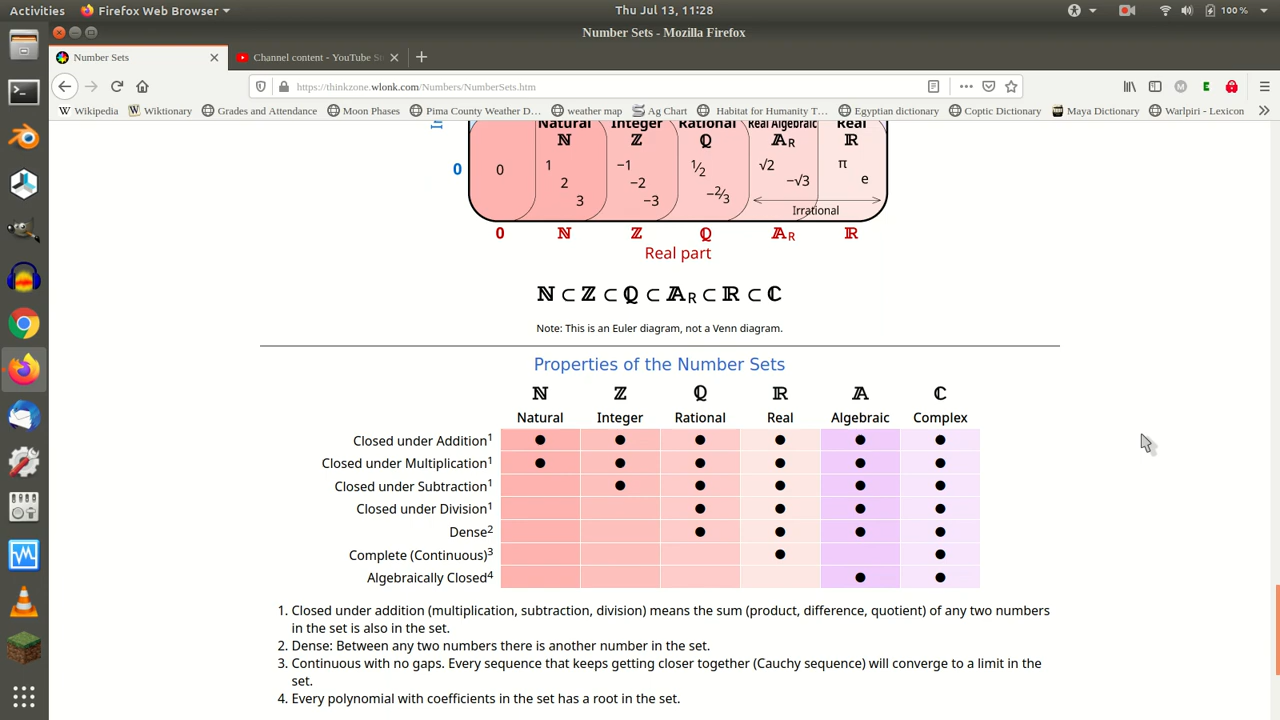 Activities Firefox Web Browser Thu Jul 13, 11:28 100 %
Number Sets - Mozilla Firefox
Number Sets Channel content - YouTube S
https://thinkzone.wlonk.com/Numbers/NumberSets.htm
Wikipedia Wiktionary Grades and Attendance Moon Phases Pima County Weather D… weather map Ag Chart Habitat for Humanity T… Egyptian dictionary Coptic Dictionary Maya Dictionary Warlpiri - Lexicon
Natural Integer Rational Real Algebraic Real
ℕ ℤ ℚ 𝔸R ℝ
0 0 1 2 3 −1 −2 −3 ½ −⅔ √2 −√3 π e
Irrational
0 ℕ ℤ ℚ 𝔸R ℝ
Real part
ℕ ⊂ ℤ ⊂ ℚ ⊂ 𝔸R ⊂ ℝ ⊂ ℂ
Note: This is an Euler diagram, not a Venn diagram.
Properties of the Number Sets
ℕ ℤ ℚ ℝ 𝔸 ℂ
Natural Integer Rational Real Algebraic Complex
Closed under Addition¹ ● ● ● ● ● ●
Closed under Multiplication¹ ● ● ● ● ● ●
Closed under Subtraction¹ ● ● ● ● ●
Closed under Division¹ ● ● ● ●
Dense² ● ● ● ●
Complete (Continuous)³ ● ●
Algebraically Closed⁴ ● ●
1. Closed under addition (multiplication, subtraction, division) means the sum (product, difference, quotient) of any two numbers
in the set is also in the set.
2. Dense: Between any two numbers there is another number in the set.
3. Continuous with no gaps. Every sequence that keeps getting closer together (Cauchy sequence) will converge to a limit in the
set.
4. Every polynomial with coefficients in the set has a root in the set.